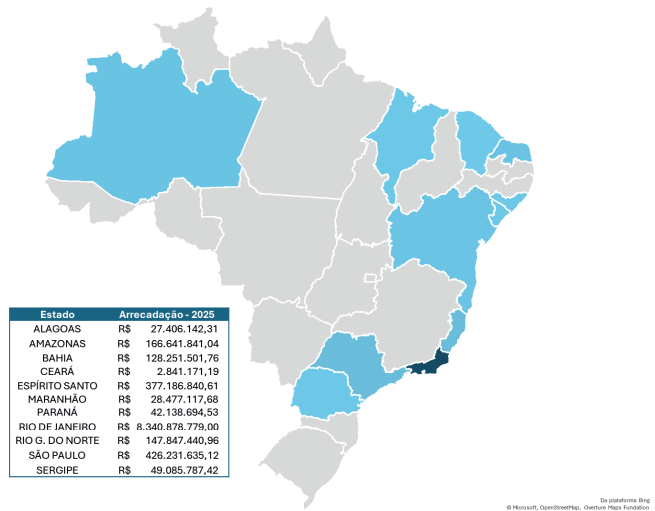 Estado Arrecadação - 2025
ALAGOAS R$ 27.406.142,31
AMAZONAS R$ 166.641.841,04
BAHIA R$ 128.251.501,76
CEARÁ R$ 2.841.171,19
ESPÍRITO SANTO R$ 377.186.840,61
MARANHÃO R$ 28.477.117,68
PARANÁ R$ 42.138.694,53
RIO DE JANEIRO R$ 8.340.878.779,00
RIO G. DO NORTE R$ 147.847.440,96
SÃO PAULO R$ 426.231.635,12
SERGIPE R$ 49.085.787,42
Da plataforma Bing
© Microsoft, OpenStreetMap, Overture Maps Fundation